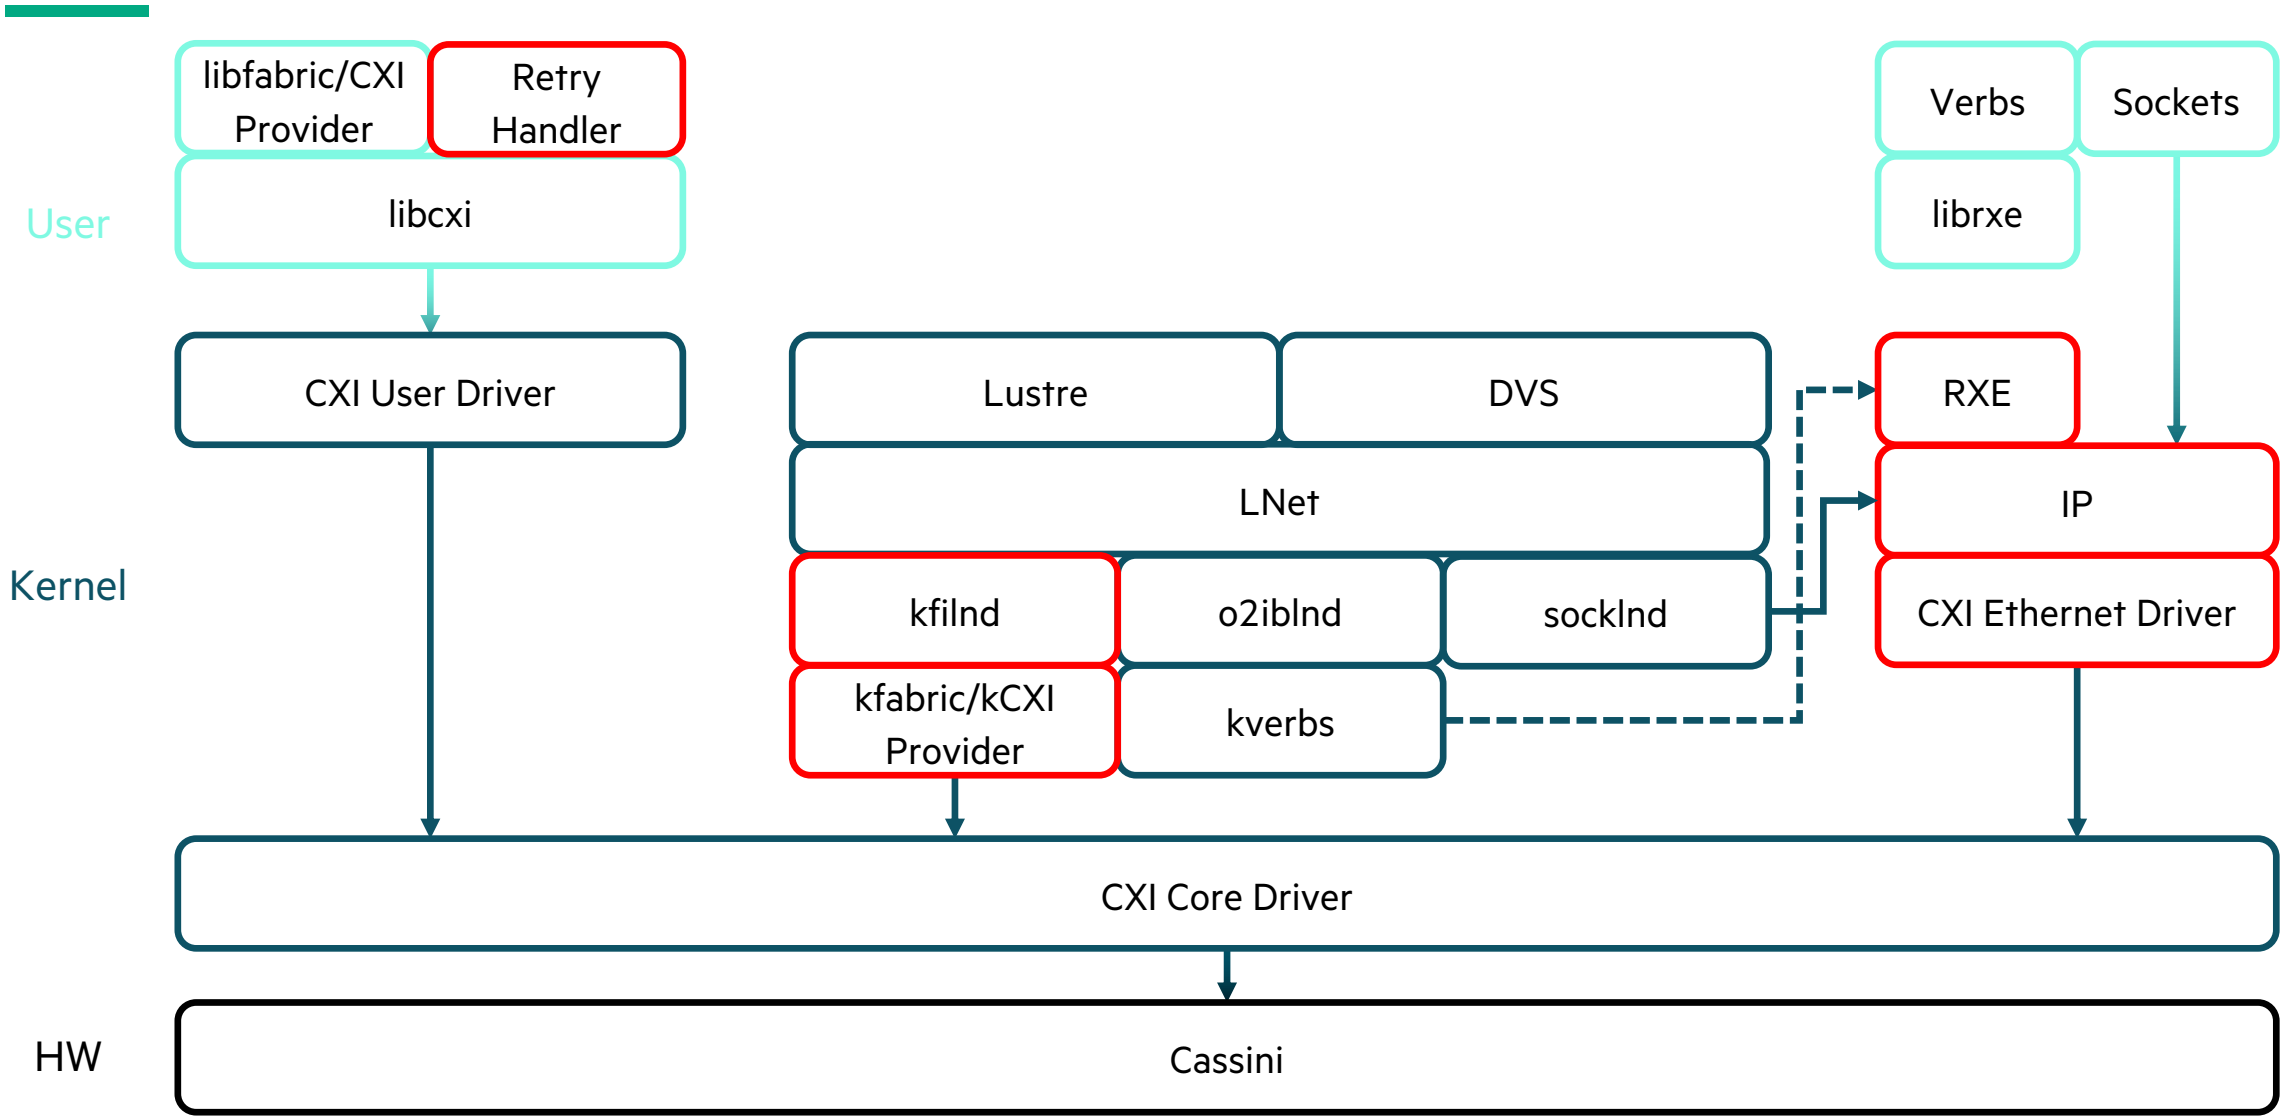 libfabric/CXI
Provider
Retry
Handler
Verbs
Sockets
User
libcxi
librxe
CXI User Driver
Lustre
DVS
RXE
LNet
IP
Kernel
kfilnd
o2iblnd
socklnd
CXI Ethernet Driver
kfabric/kCXI
Provider
kverbs
CXI Core Driver
HW
Cassini